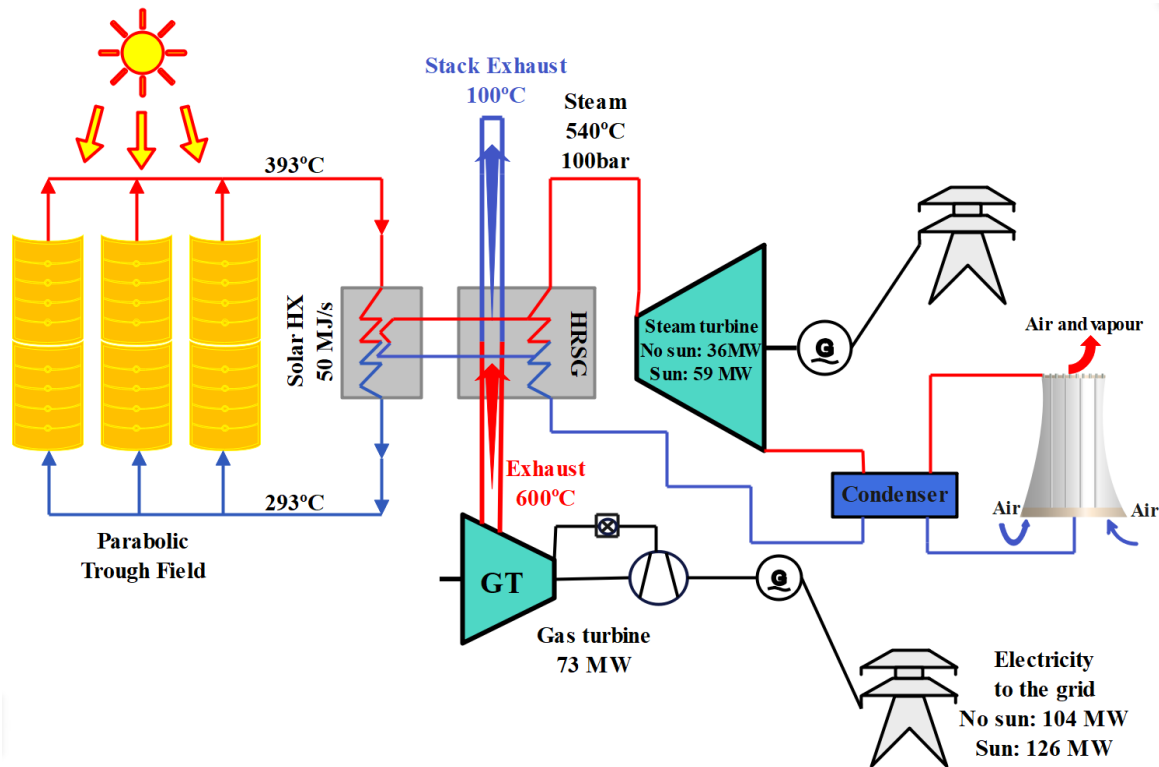 Stack Exhaust
100ºC
Steam
540ºC
100bar
393ºC
Solar HX
50 MJ/s
HRSG
Steam turbine
No sun: 36MW
Sun: 59 MW
G
Air and vapour
Exhaust
600ºC
Condenser
Air
Air
293ºC
Parabolic
Trough Field
GT
G
Gas turbine
73 MW
Electricity
to the grid
No sun: 104 MW
Sun: 126 MW